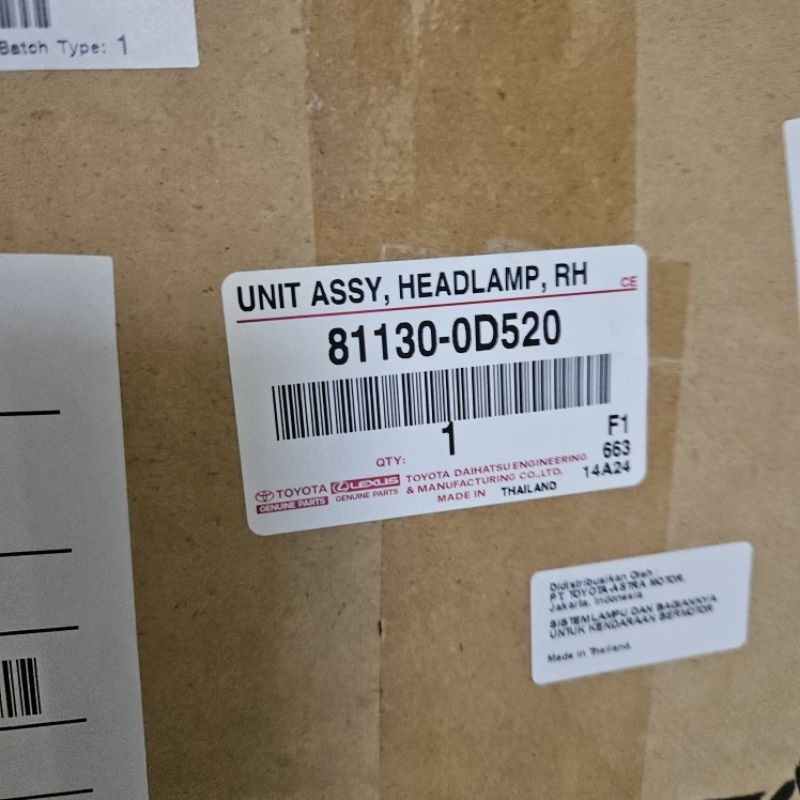 Batch Type: 1
UNIT ASSY, HEADLAMP, RH
CE
81130-0D520
QTY: 1
F1
663
14A24
TOYOTA
GENUINE PARTS
LEXUS
GENUINE PARTS
TOYOTA DAIHATSU ENGINEERING
& MANUFACTURING CO.,LTD.
MADE IN THAILAND
Didistribusikan Oleh :
PT. TOYOTA-ASTRA MOTOR,
Jakarta, Indonesia
SISTEM LAMPU DAN BAGIANNYA
UNTUK KENDARAAN BERMOTOR
Made in Thailand